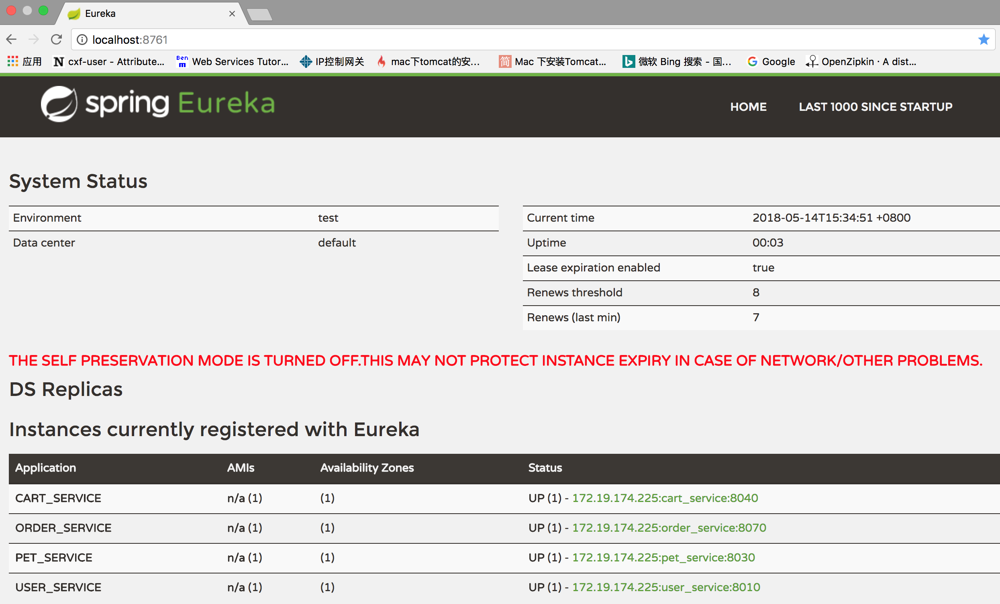 Eureka
localhost:8761
应用 cxf-user - Attribute... Web Services Tutor... IP控制网关 mac下tomcat的安... Mac 下安装Tomcat... 微软 Bing 搜索 - 国... Google OpenZipkin · A dist...
spring Eureka HOME LAST 1000 SINCE STARTUP
System Status
Environment test Current time 2018-05-14T15:34:51 +0800
Data center default Uptime 00:03
Lease expiration enabled true
Renews threshold 8
Renews (last min) 7
THE SELF PRESERVATION MODE IS TURNED OFF.THIS MAY NOT PROTECT INSTANCE EXPIRY IN CASE OF NETWORK/OTHER PROBLEMS.
DS Replicas
Instances currently registered with Eureka
Application AMIs Availability Zones Status
CART_SERVICE n/a (1) (1) UP (1) - 172.19.174.225:cart_service:8040
ORDER_SERVICE n/a (1) (1) UP (1) - 172.19.174.225:order_service:8070
PET_SERVICE n/a (1) (1) UP (1) - 172.19.174.225:pet_service:8030
USER_SERVICE n/a (1) (1) UP (1) - 172.19.174.225:user_service:8010